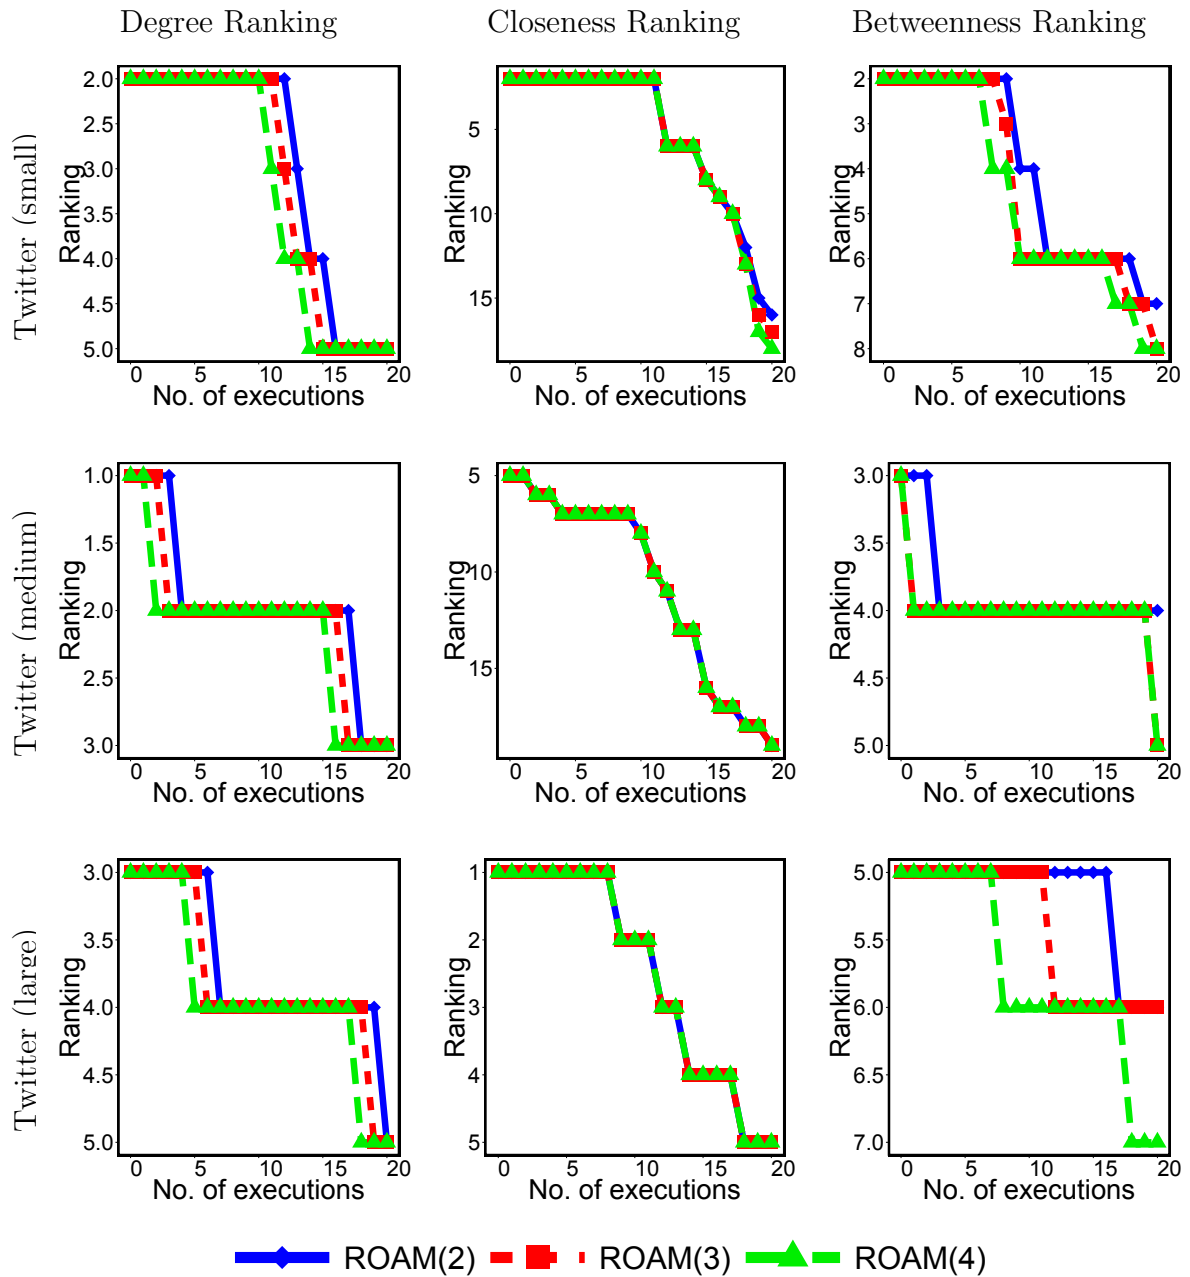 Degree Ranking
Closeness Ranking
Betweenness Ranking
Twitter (small)
Ranking
2.0
2.5
3.0
3.5
4.0
4.5
5.0
0 5 10 15 20
No. of executions
Ranking
5
10
15
0 5 10 15 20
No. of executions
Ranking
2
3
4
5
6
7
8
0 5 10 15 20
No. of executions
Twitter (medium)
Ranking
1.0
1.5
2.0
2.5
3.0
0 5 10 15 20
No. of executions
Ranking
5
10
15
0 5 10 15 20
No. of executions
Ranking
3.0
3.5
4.0
4.5
5.0
0 5 10 15 20
No. of executions
Twitter (large)
Ranking
3.0
3.5
4.0
4.5
5.0
0 5 10 15 20
No. of executions
Ranking
1
2
3
4
5
0 5 10 15 20
No. of executions
Ranking
5.0
5.5
6.0
6.5
7.0
0 5 10 15 20
No. of executions
ROAM(2) ROAM(3) ROAM(4)